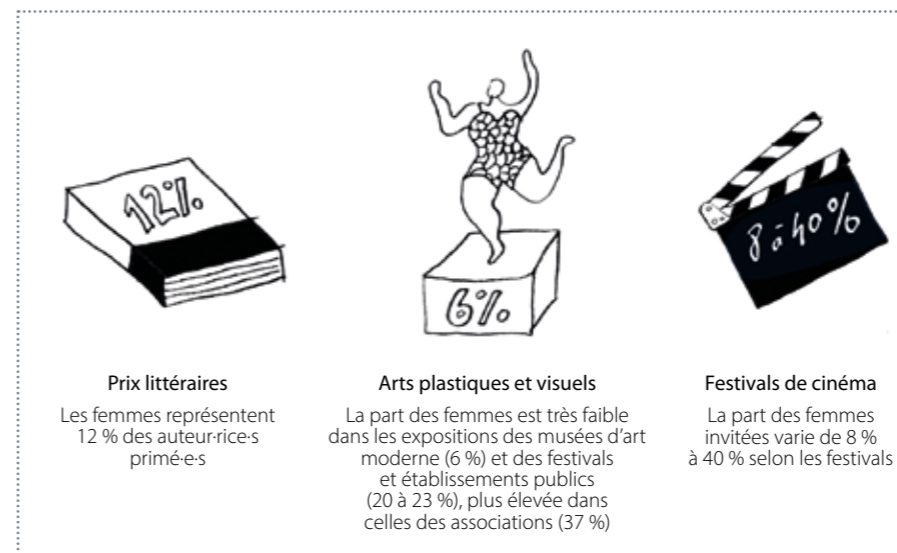 12%
6%
8 à 40%
Prix littéraires
Les femmes représentent
12 % des auteur·rice·s
primé·e·s
Arts plastiques et visuels
La part des femmes est très faible
dans les expositions des musées d'art
moderne (6 %) et des festivals
et établissements publics
(20 à 23 %), plus élevée dans
celles des associations (37 %)
Festivals de cinéma
La part des femmes
invitées varie de 8 %
à 40 % selon les festivals